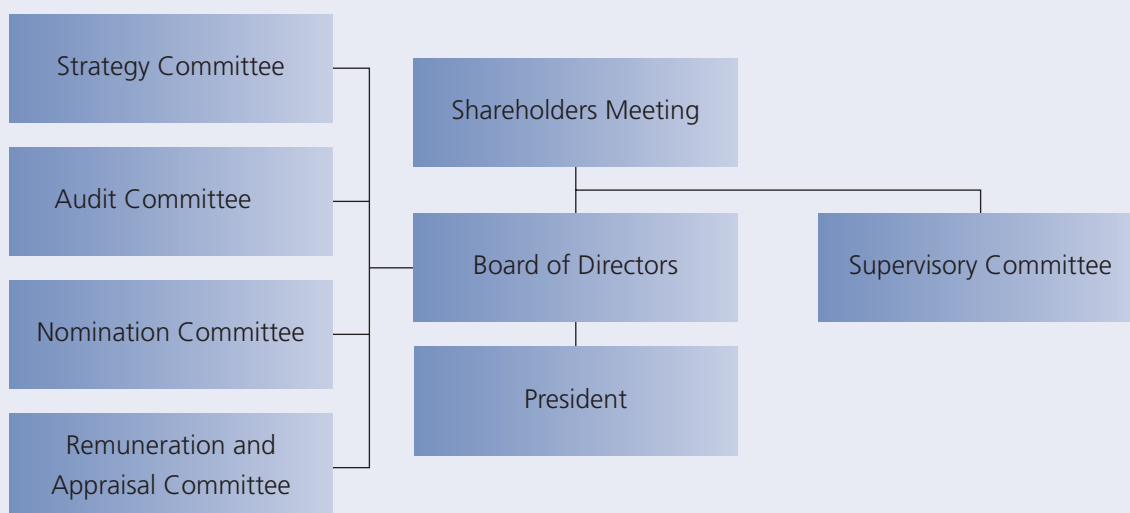 Strategy Committee
Audit Committee
Nomination Committee
Remuneration and
Appraisal Committee
Shareholders Meeting
Board of Directors
President
Supervisory Committee